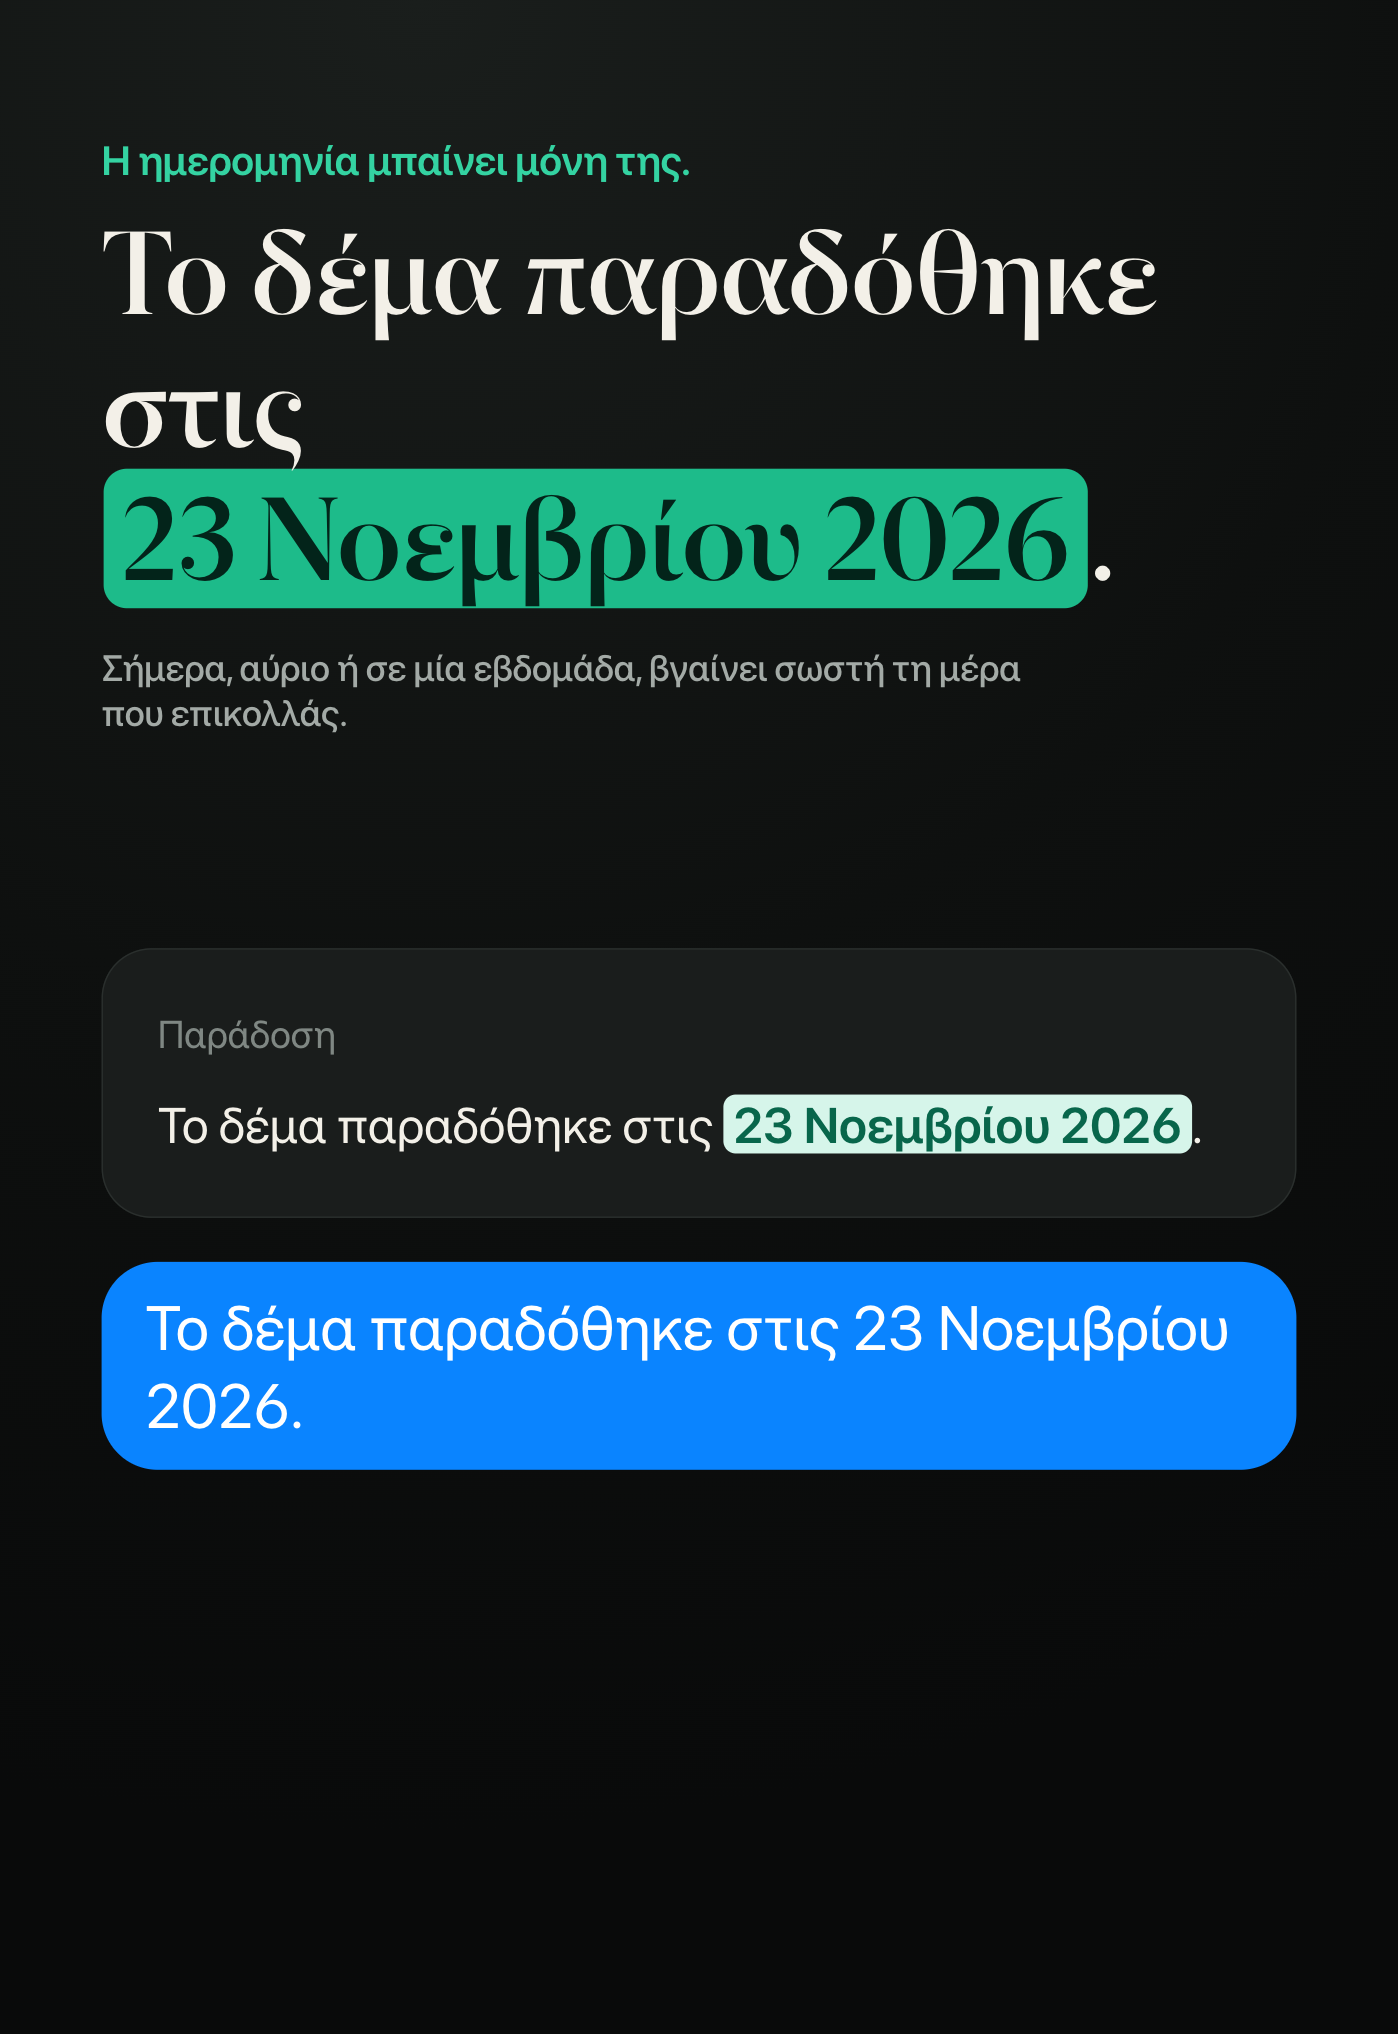 Η ημερομηνία μπαίνει μόνη της.
Το δέμα παραδόθηκε
στις
23 Νοεμβρίου 2026.
Σήμερα, αύριο ή σε μία εβδομάδα, βγαίνει σωστή τη μέρα
που επικολλάς.
Παράδοση
Το δέμα παραδόθηκε στις 23 Νοεμβρίου 2026.
Το δέμα παραδόθηκε στις 23 Νοεμβρίου
2026.